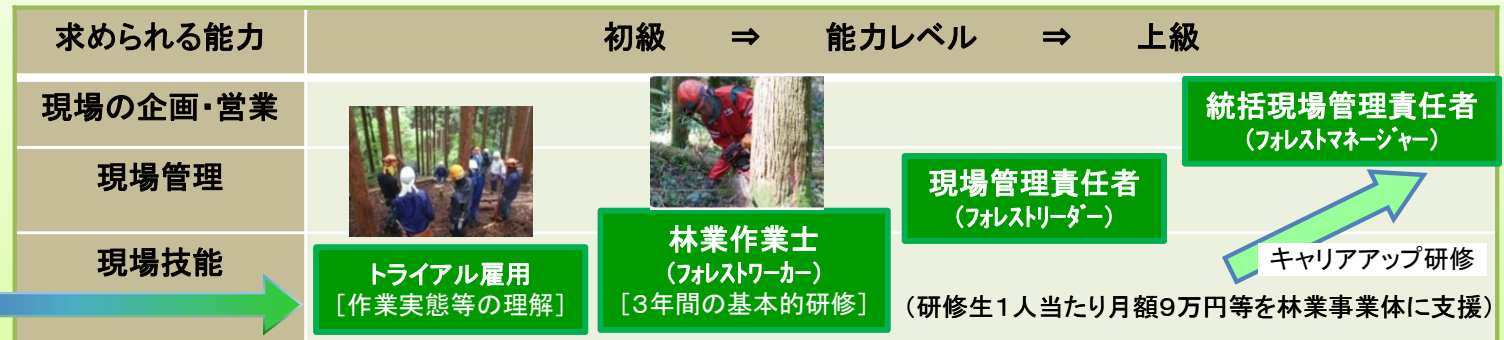 求められる能力
初級 ⇒ 能力レベル ⇒ 上級
現場の企画・営業
現場管理
現場技能
トライアル雇用
[作業実態等の理解]
林業作業士
(フォレストワーカー)
[3年間の基本的研修]
現場管理責任者
(フォレストリーダー)
統括現場管理責任者
(フォレストマネージャー)
キャリアアップ研修
(研修生1人当たり月額9万円等を林業事業体に支援)